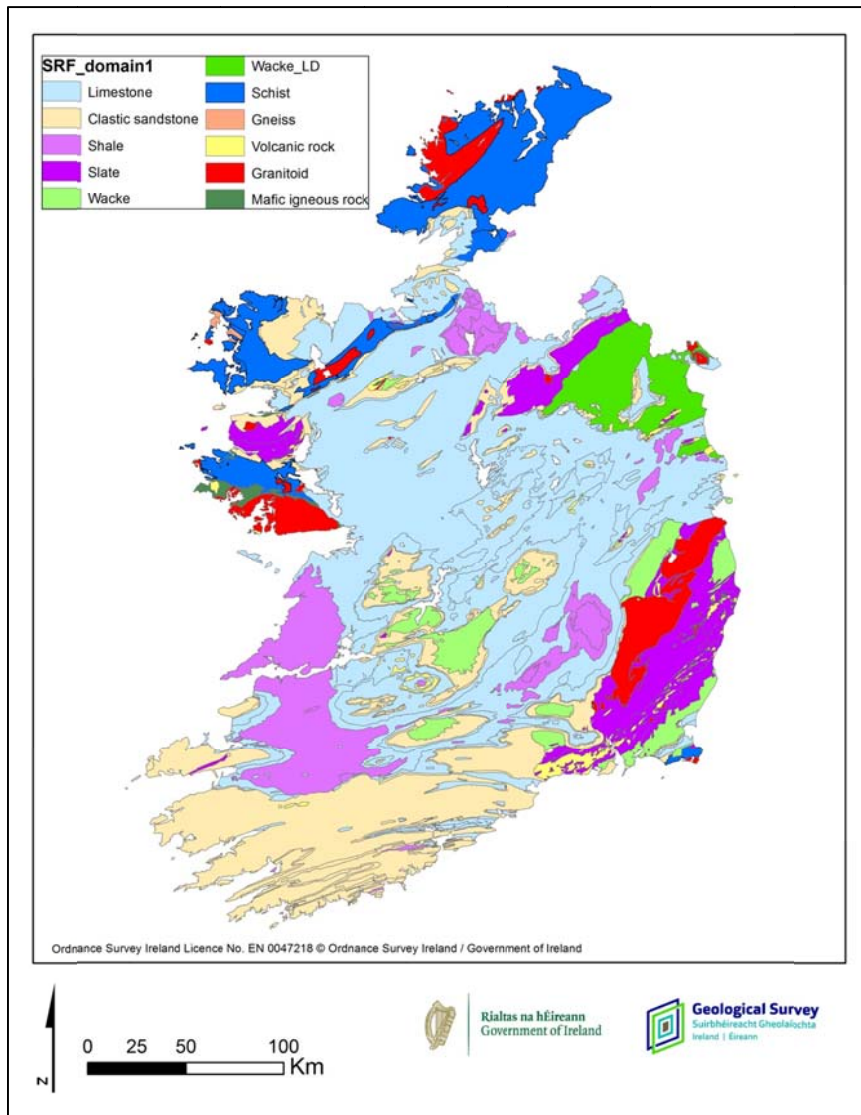 SRF_domain1
Limestone
Clastic sandstone
Shale
Slate
Wacke
Wacke_LD
Schist
Gneiss
Volcanic rock
Granitoid
Mafic igneous rock
Ordnance Survey Ireland Licence No. EN 0047218 © Ordnance Survey Ireland / Government of Ireland
N
0 25 50 100
Km
Rialtas na hÉireann
Government of Ireland
Geological Survey
Suirbhéireacht Gheolaíochta
Ireland | Éireann